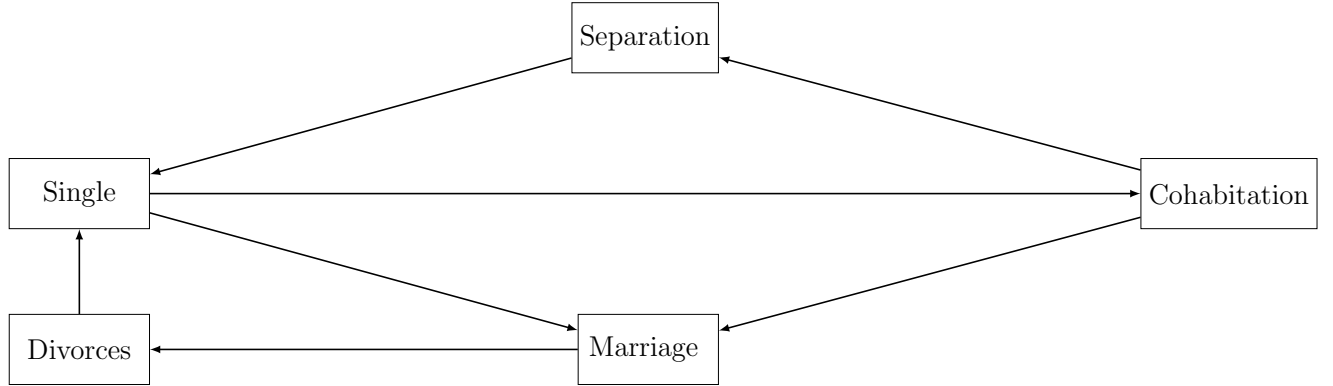 Separation
Single
Cohabitation
Divorces
Marriage